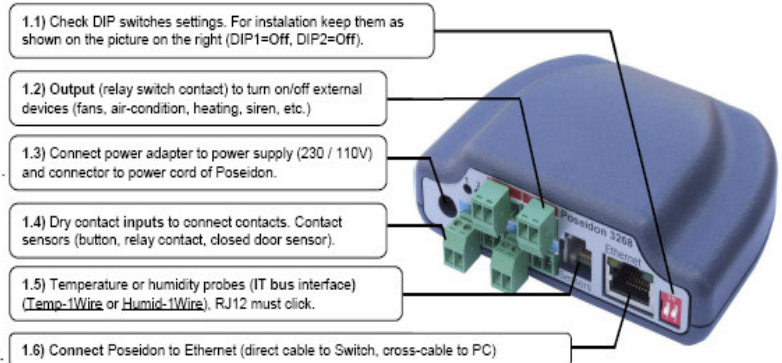 1.1) Check DIP switches settings. For instalation keep them as
shown on the picture on the right (DIP1=Off, DIP2=Off).
1.2) Output (relay switch contact) to turn on/off external
devices (fans, air-condition, heating, siren, etc.)
1.3) Connect power adapter to power supply (230 / 110V)
and connector to power cord of Poseidon.
1.4) Dry contact inputs to connect contacts. Contact
sensors (button, relay contact, closed door sensor).
1.5) Temperature or humidity probes (IT bus interface)
(Temp-1Wire or Humid-1Wire), RJ12 must click.
1.6) Connect Poseidon to Ethernet (direct cable to Switch, cross-cable to PC)
Poseidon 3268
Ethernet
Sensors